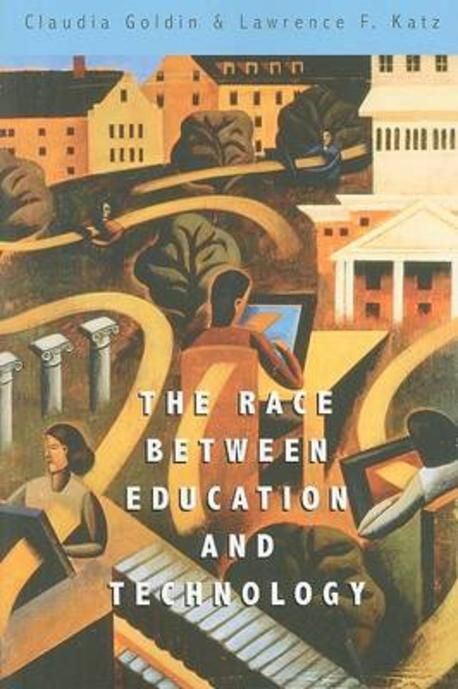 Claudia Goldin & Lawrence F. Katz
THE RACE
BETWEEN
EDUCATION
AND
TECHNOLOGY